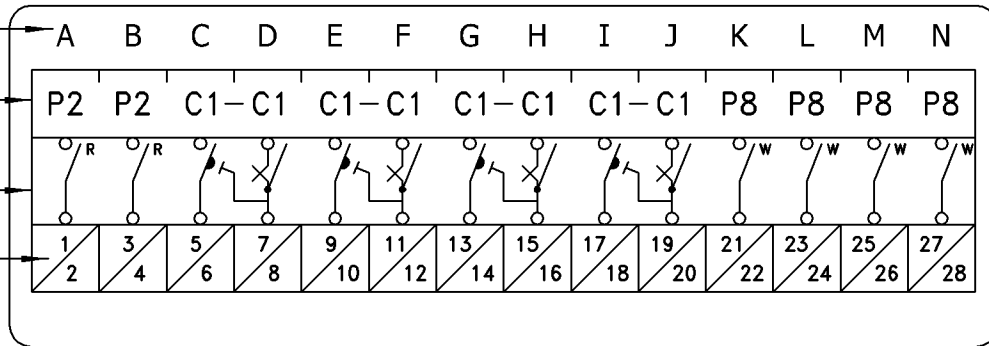 A B C D E F G H I J K L M N
P2 P2 C1-C1 C1-C1 C1-C1 C1-C1 P8 P8 P8 P8
R R W W W W
1 3 5 7 9 11 13 15 17 19 21 23 25 27
2 4 6 8 10 12 14 16 18 20 22 24 26 28